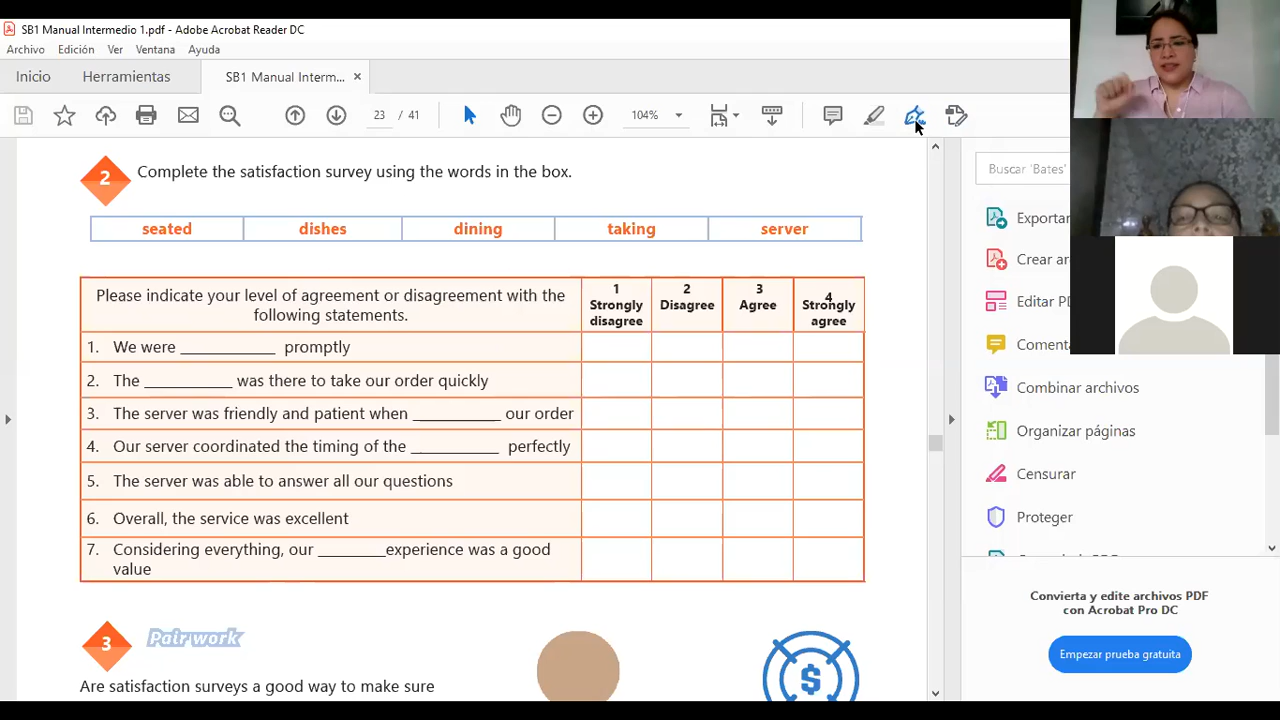 SB1 Manual Intermedio 1.pdf - Adobe Acrobat Reader DC
Archivo Edición Ver Ventana Ayuda
Inicio Herramientas SB1 Manual Interm... ×
23 / 41 104%
2 Complete the satisfaction survey using the words in the box.
seated dishes dining taking server
Please indicate your level of agreement or disagreement with the following statements.
1 Strongly disagree
2 Disagree
3 Agree
4 Strongly agree
1. We were ____________ promptly
2. The ___________ was there to take our order quickly
3. The server was friendly and patient when ___________ our order
4. Our server coordinated the timing of the ___________ perfectly
5. The server was able to answer all our questions
6. Overall, the service was excellent
7. Considering everything, our ________experience was a good
value
3 Pair work
Are satisfaction surveys a good way to make sure
$
Buscar 'Bates'
Exportar
Crear ar
Editar PD
Comenta
Combinar archivos
Organizar páginas
Censurar
Proteger
Convierta y edite archivos PDF
con Acrobat Pro DC
Empezar prueba gratuita